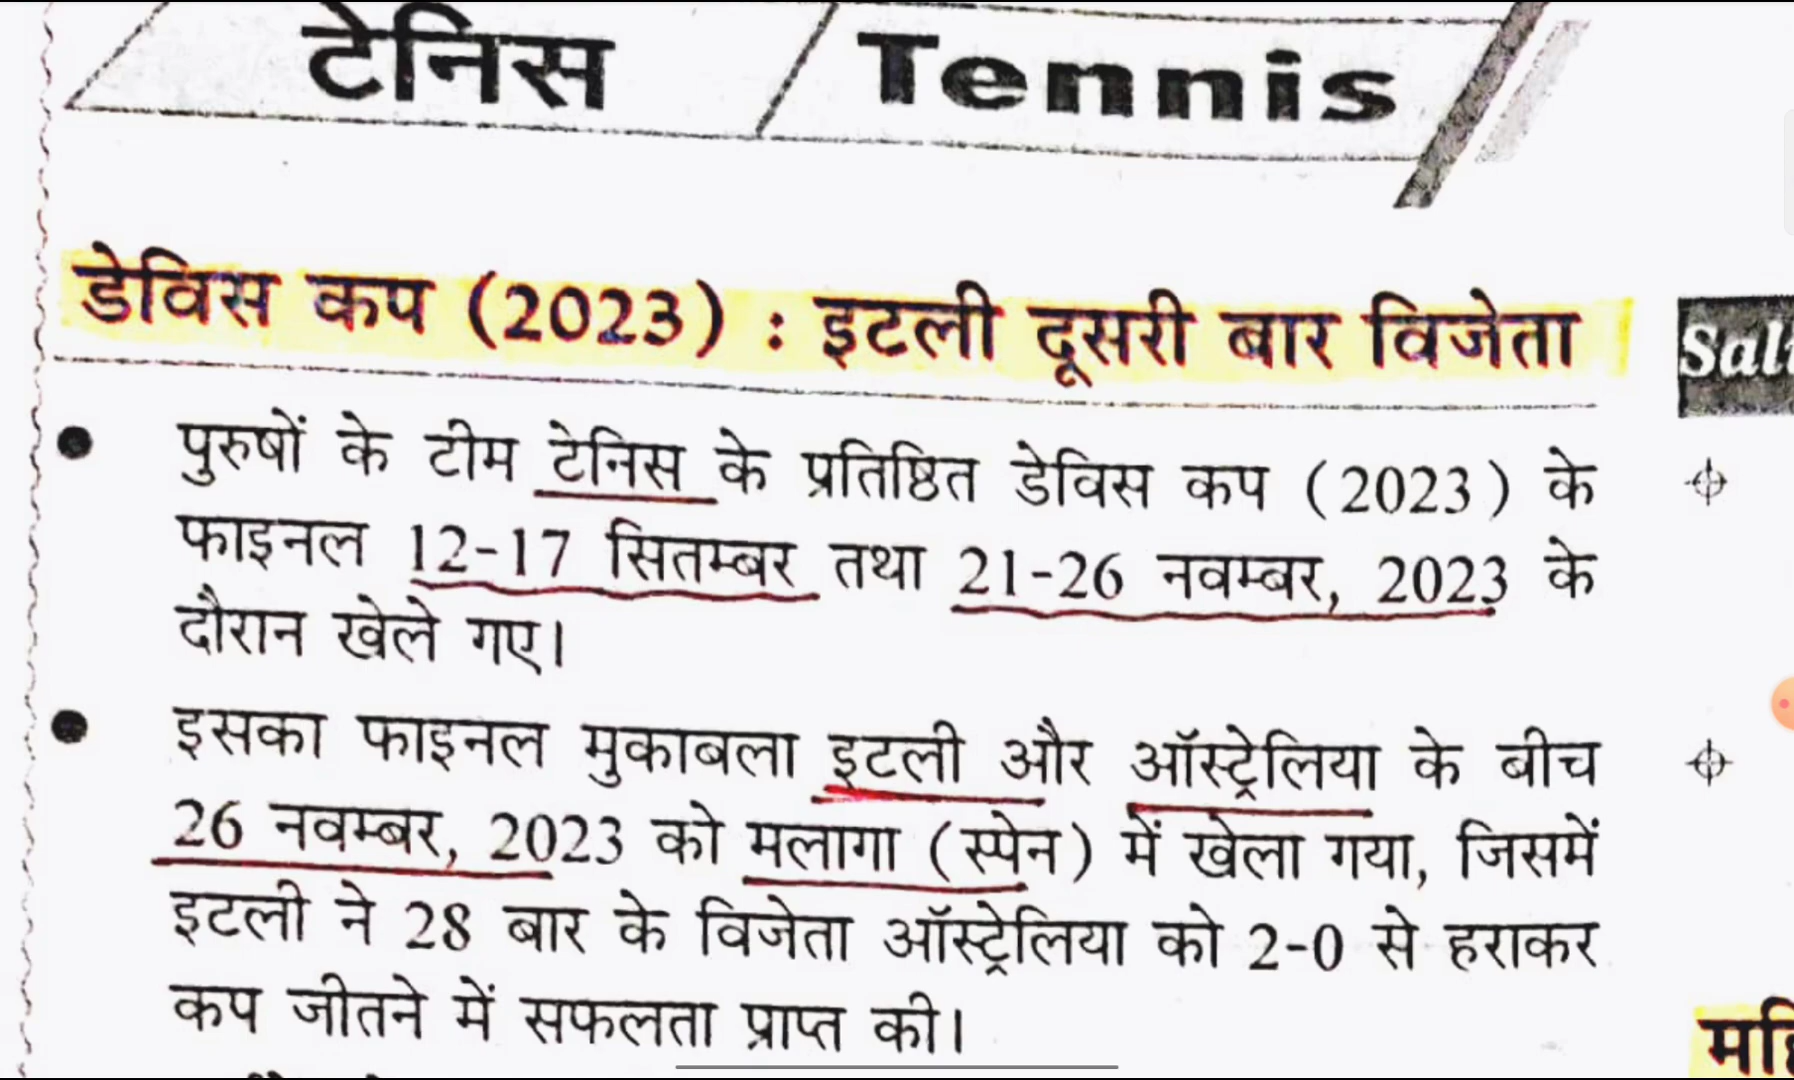 टेनिस / Tennis
डेविस कप (2023) : इटली दूसरी बार विजेता
● पुरुषों के टीम टेनिस के प्रतिष्ठित डेविस कप (2023) के
फाइनल 12-17 सितम्बर तथा 21-26 नवम्बर, 2023 के
दौरान खेले गए।
● इसका फाइनल मुकाबला इटली और ऑस्ट्रेलिया के बीच
26 नवम्बर, 2023 को मलागा (स्पेन) में खेला गया, जिसमें
इटली ने 28 बार के विजेता ऑस्ट्रेलिया को 2-0 से हराकर
कप जीतने में सफलता प्राप्त की।
Sal